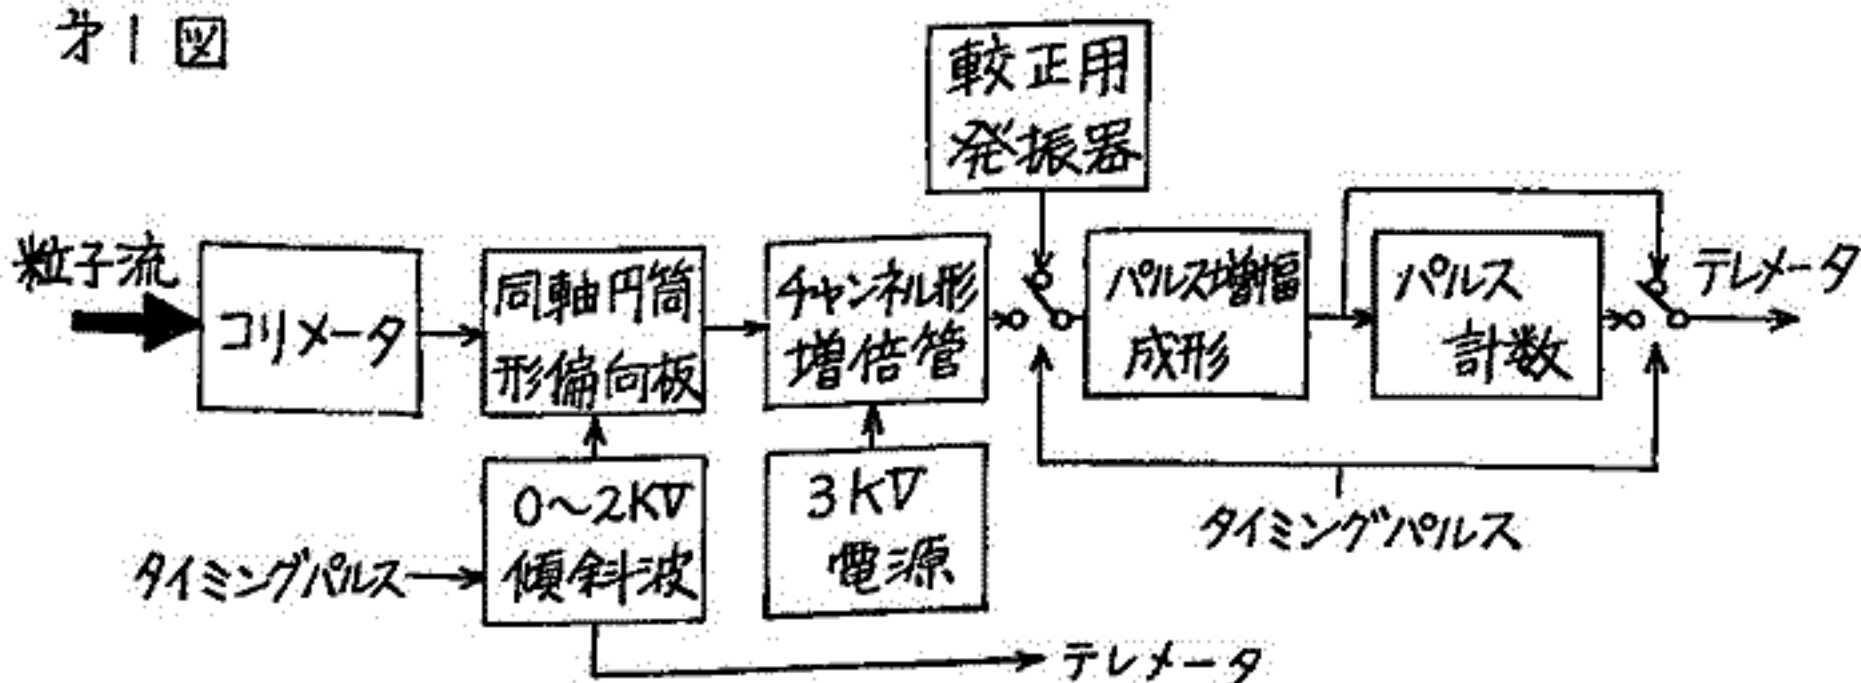 才1図
較正用
発振器
粒子流
コリメータ
同軸円筒
形偏向板
チャンネル形
増倍管
パルス増幅
成形
パルス
計数
テレメータ
0〜2KV
傾斜波
3KV
電源
タイミングパルス
タイミングパルス
テレメータ